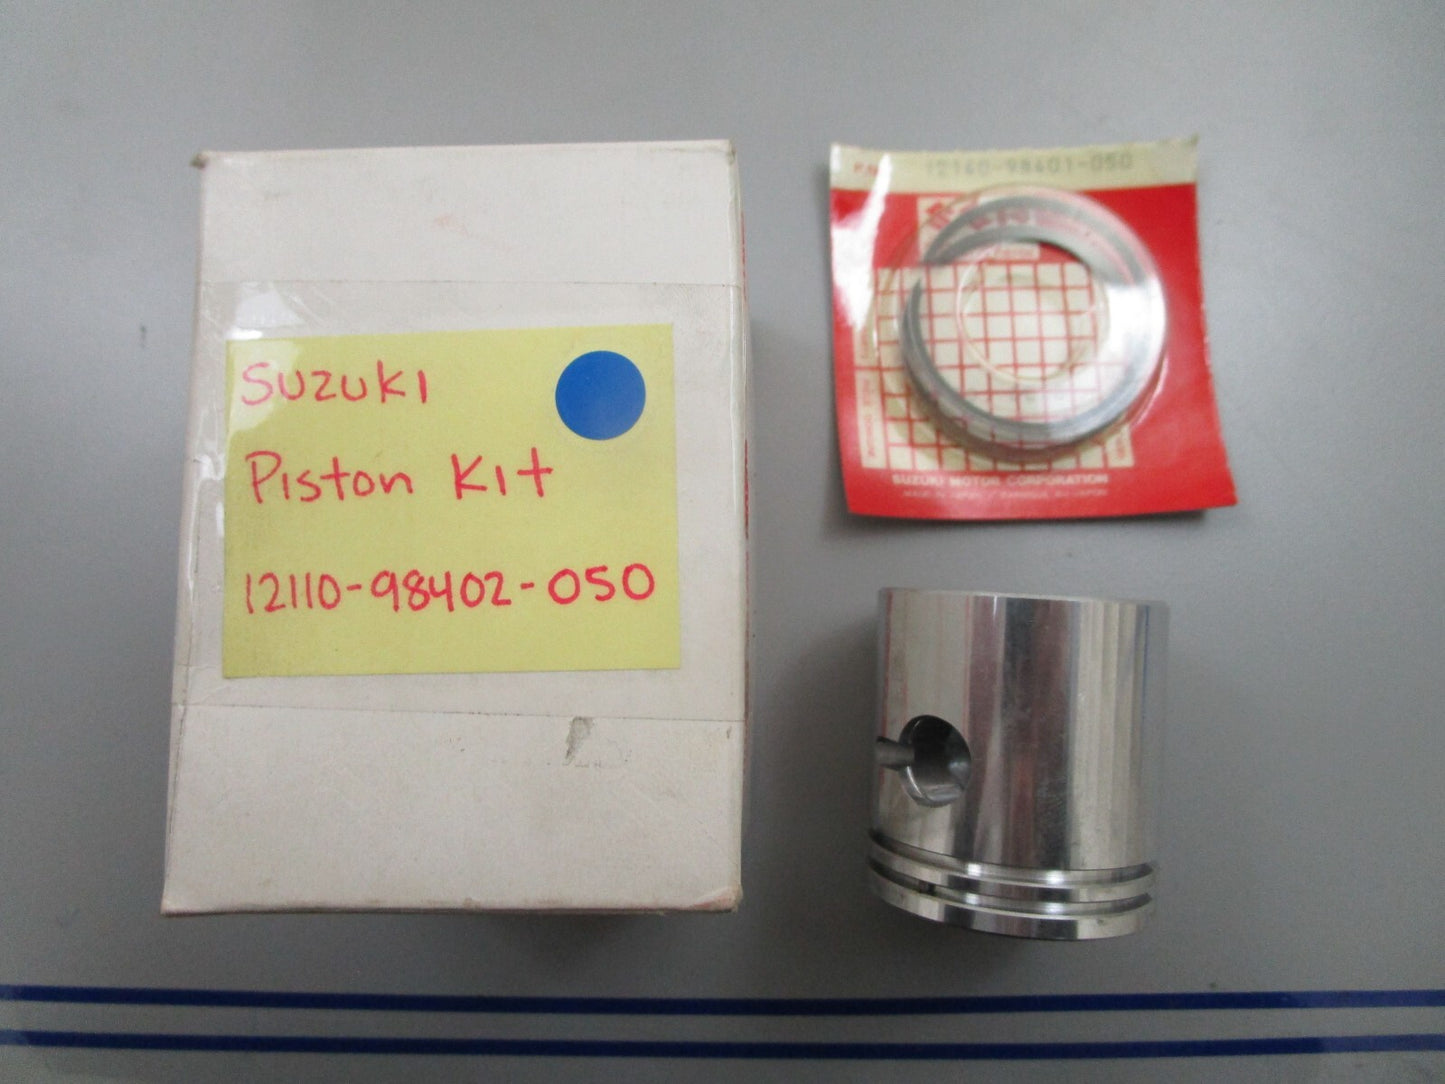 Suzuki
Piston Kit
12110-98402-050
12140-98401-050
SUZUKI MOTOR CORPORATION